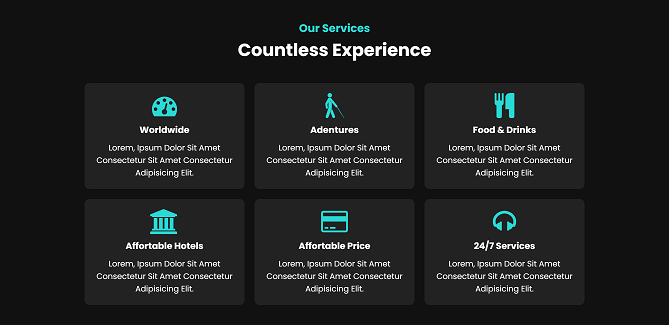 Our Services
Countless Experience
Worldwide
Lorem, Ipsum Dolor Sit Amet
Consectetur Sit Amet Consectetur
Adipisicing Elit.
Adentures
Lorem, Ipsum Dolor Sit Amet
Consectetur Sit Amet Consectetur
Adipisicing Elit.
Food & Drinks
Lorem, Ipsum Dolor Sit Amet
Consectetur Sit Amet Consectetur
Adipisicing Elit.
Affortable Hotels
Lorem, Ipsum Dolor Sit Amet
Consectetur Sit Amet Consectetur
Adipisicing Elit.
Affortable Price
Lorem, Ipsum Dolor Sit Amet
Consectetur Sit Amet Consectetur
Adipisicing Elit.
24/7 Services
Lorem, Ipsum Dolor Sit Amet
Consectetur Sit Amet Consectetur
Adipisicing Elit.